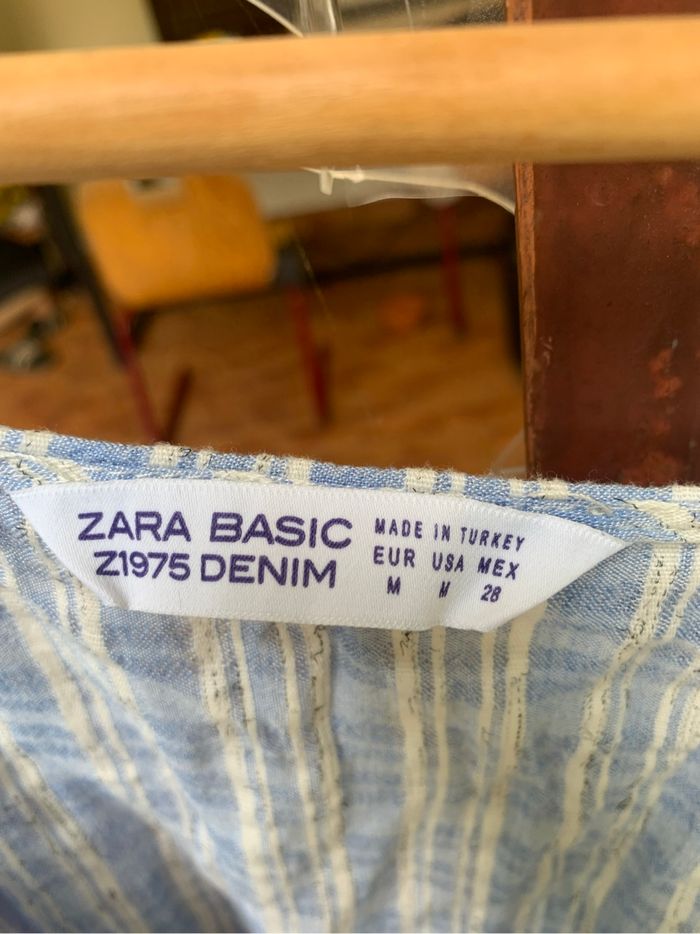 ZARA BASIC
Z1975 DENIM
MADE IN TURKEY
EUR USA MEX
M M 28